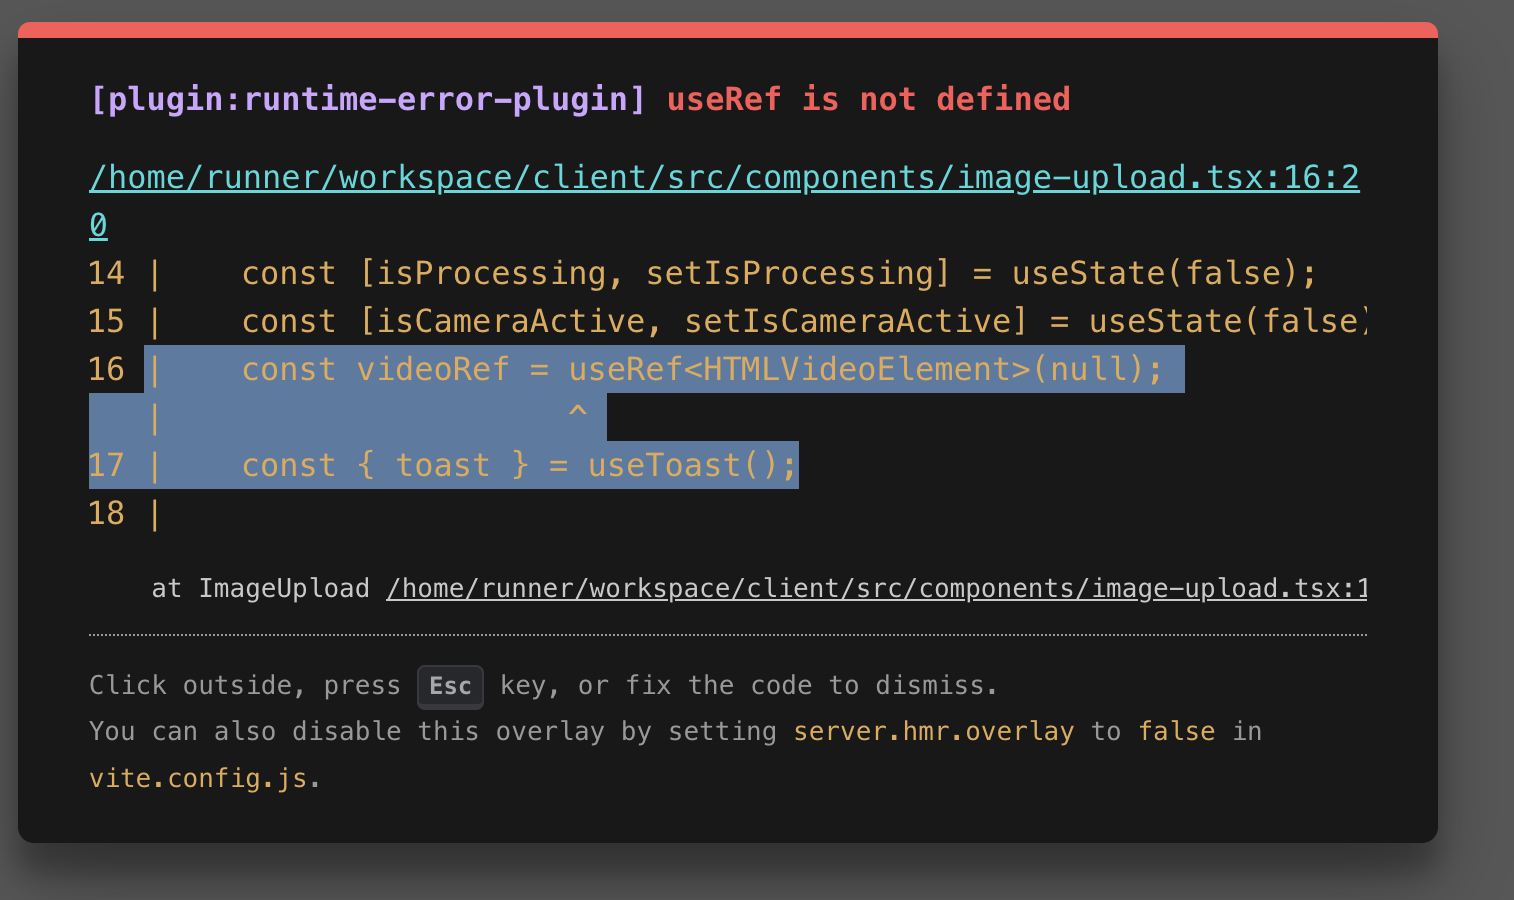 [plugin:runtime-error-plugin] useRef is not defined
/home/runner/workspace/client/src/components/image-upload.tsx:16:2
0
14 |    const [isProcessing, setIsProcessing] = useState(false);
15 |    const [isCameraActive, setIsCameraActive] = useState(false)
16 |    const videoRef = useRef<HTMLVideoElement>(null);
   |                     ^
17 |    const { toast } = useToast();
18 |
at ImageUpload /home/runner/workspace/client/src/components/image-upload.tsx:1
Click outside, press Esc key, or fix the code to dismiss.
You can also disable this overlay by setting server.hmr.overlay to false in
vite.config.js.